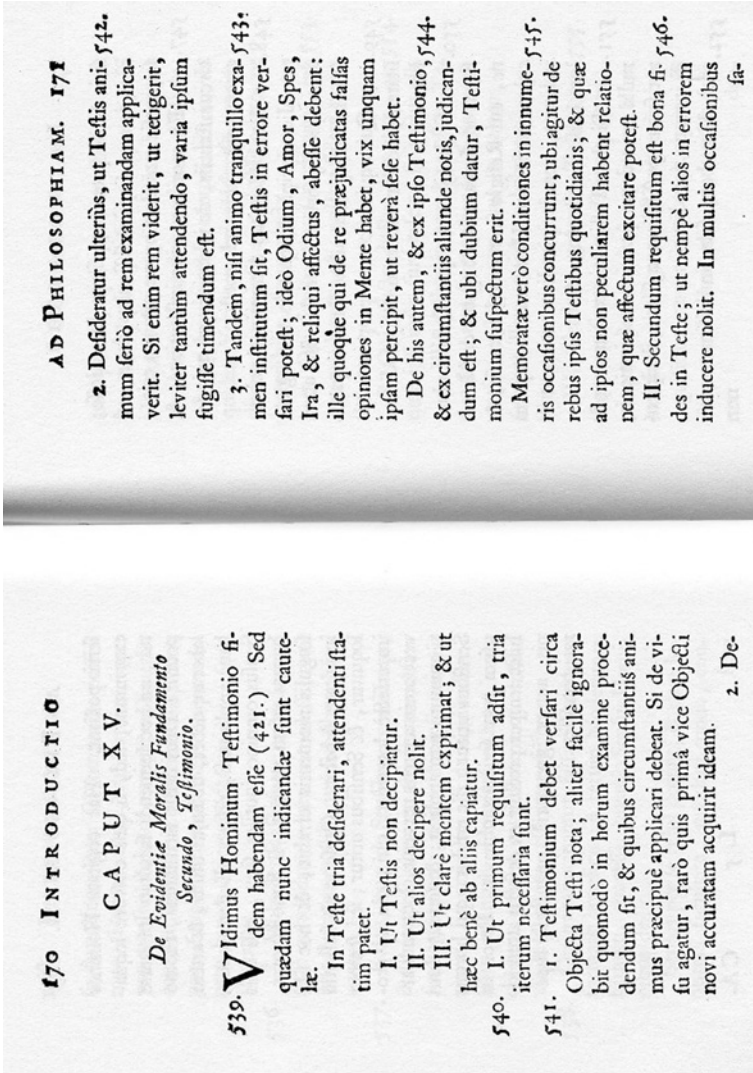 170 INTRODUCTIO
CAPUT XV.
De Evidentiæ Moralis Fundamento
Secundo, Teſtimonio.
539. VIdimus Hominum Teſtimonio fi-
dem habendam eſſe (421.) Sed
quædam nunc indicandæ ſunt caute-
læ.
In Teſte tria deſiderari, attendenti ſta-
tim patet.
I. Ut Teſtis non decipiatur.
II. Ut alios decipere nolit.
III. Ut clarè mentem exprimat; & ut
hæc benè ab aliis capiatur.
540. I. Ut primum requiſitum adſit, tria
iterum neceſſaria ſunt.
541. 1. Teſtimonium debet verſari circa
Objecta Teſti nota; aliter facilè ignora-
bit quomodò in horum examine proce-
dendum ſit, & quibus circumſtantiis ani-
mus præcipuè applicari debeat. Si de vi-
ſu agatur, rarò quis primâ vice Objecti
novi accuratam acquirit ideam.
2. De-
AD PHILOSOPHIAM. 171
2. Deſideratur ulteriùs, ut Teſtis ani- 542.
mum ſeriò ad rem examinandam applica-
verit. Si enim rem viderit, ut tetigerit,
leviter tantùm attendendo, varia ipſum
fugiſſe timendum eſt.
3. Tandem, niſi animo tranquillo exa- 543.
men inſtitutum ſit, Teſtis in errore ver-
ſari poteſt; ideò Odium, Amor, Spes,
Ira, & reliqui affectus, abeſſe debent:
ille quoque qui de re præjudicatas falſas
opiniones in Mente habet, vix unquam
ipſam percipit, ut reverà ſeſe habet.
De his autem, & ex ipſo Teſtimonio, 544.
& ex circumſtantiis aliunde notis, judican-
dum eſt; & ubi dubium datur, Teſti-
monium ſuſpectum erit.
Memoratæ verò conditiones in innume- 545.
ris occaſionibus concurrunt, ubi agitur de
rebus ipſis Teſtibus quotidianis; & quæ
ad ipſos non peculiarem habent relatio-
nem, quæ affectum excitare poteſt.
II. Secundum requiſitum eſt bona fi- 546.
des in Teſte; ut nempè alios in errorem
inducere nolit. In multis occaſionibus
fa-